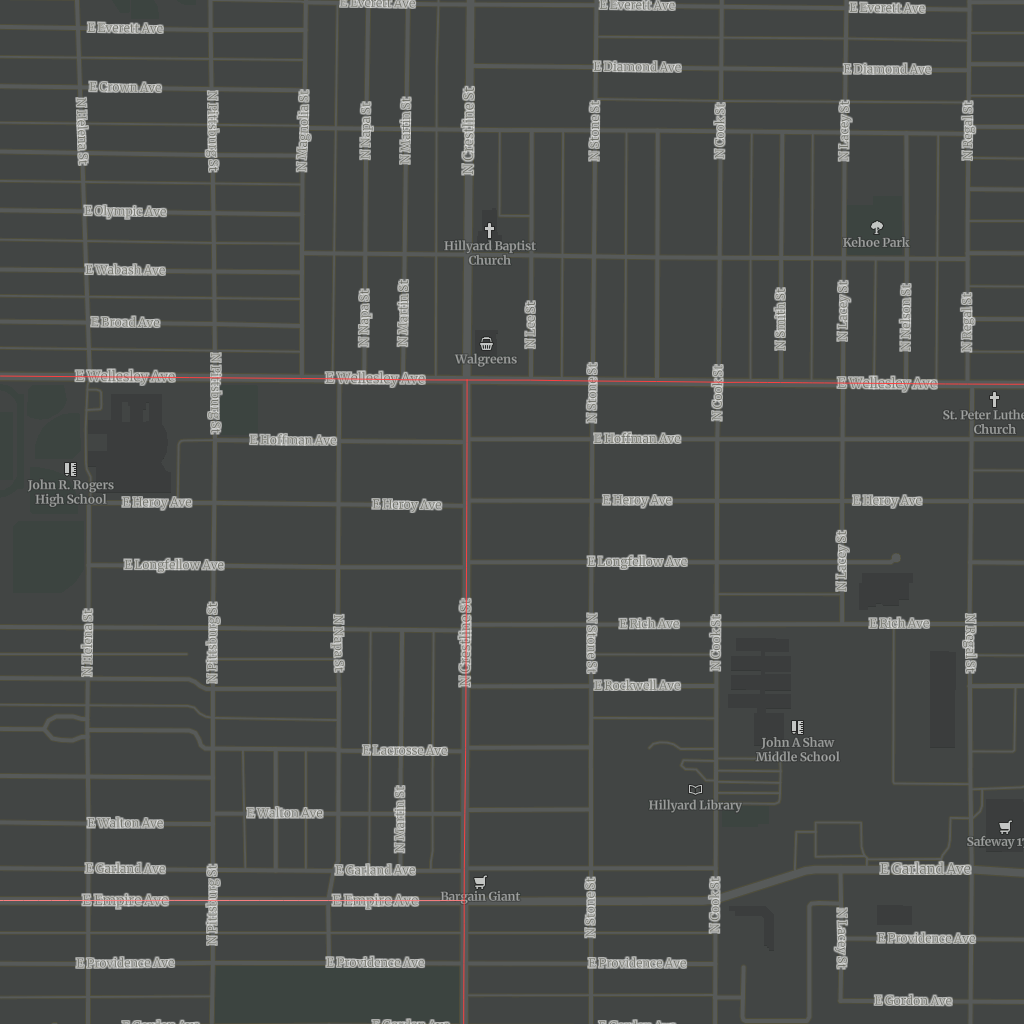 E Everett Ave
E Everett Ave
E Everett Ave
E Everett Ave
E Diamond Ave
E Diamond Ave
E Crown Ave
N Helena St
N Pittsburg St
N Magnolia St
N Napa St
N Martin St
N Crestline St
N Stone St
N Cook St
N Lacey St
N Regal St
E Olympic Ave
Hillyard Baptist
Church
Kehoe Park
E Wabash Ave
N Napa St
N Martin St
N Lee St
N Smith St
N Lacey St
N Nelson St
N Regal St
E Broad Ave
Walgreens
E Wellesley Ave
E Wellesley Ave
E Wellesley Ave
N Pittsburg St
N Stone St
N Cook St
St. Peter Luthe
Church
E Hoffman Ave
E Hoffman Ave
John R. Rogers
High School
E Heroy Ave
E Heroy Ave
E Heroy Ave
E Heroy Ave
E Longfellow Ave
E Longfellow Ave
N Lacey St
N Helena St
N Pittsburg St
N Napa St
N Crestline St
N Stone St
N Cook St
E Rich Ave
E Rich Ave
N Regal St
E Rockwell Ave
E Lacrosse Ave
John A Shaw
Middle School
N Martin St
Hillyard Library
E Walton Ave
E Walton Ave
Safeway 17
E Garland Ave
E Garland Ave
E Garland Ave
Bargain Giant
E Empire Ave
E Empire Ave
N Pittsburg St
N Stone St
N Cook St
N Lacey St
E Providence Ave
E Providence Ave
E Providence Ave
E Providence Ave
E Gordon Ave
E Gordon Ave
E Gordon Ave
E Gordon Ave